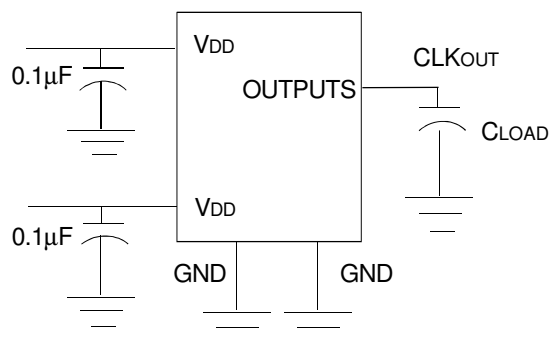 VDD
CLKOUT
0.1μF
OUTPUTS
CLOAD
VDD
0.1μF
GND
GND